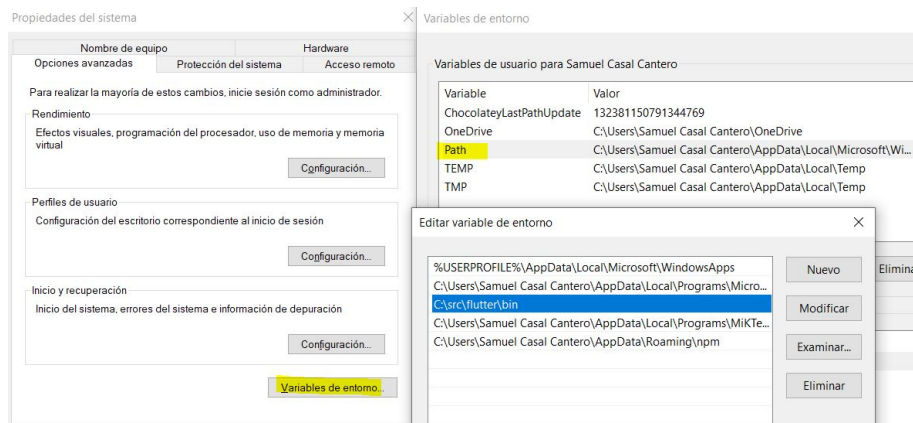 Propiedades del sistema
Nombre de equipo
Hardware
Opciones avanzadas
Protección del sistema
Acceso remoto
Para realizar la mayoría de estos cambios, inicie sesión como administrador.
Rendimiento
Efectos visuales, programación del procesador, uso de memoria y memoria
virtual
Configuración...
Perfiles de usuario
Configuración del escritorio correspondiente al inicio de sesión
Configuración...
Inicio y recuperación
Inicio del sistema, errores del sistema e información de depuración
Configuración...
Variables de entorno...
Variables de entorno
Variables de usuario para Samuel Casal Cantero
Variable Valor
ChocolateyLastPathUpdate 132381150791344769
OneDrive C:\Users\Samuel Casal Cantero\OneDrive
Path C:\Users\Samuel Casal Cantero\AppData\Local\Microsoft\Wi...
TEMP C:\Users\Samuel Casal Cantero\AppData\Local\Temp
TMP C:\Users\Samuel Casal Cantero\AppData\Local\Temp
Editar variable de entorno
%USERPROFILE%\AppData\Local\Microsoft\WindowsApps
C:\Users\Samuel Casal Cantero\AppData\Local\Programs\Micro...
C:\src\flutter\bin
C:\Users\Samuel Casal Cantero\AppData\Local\Programs\MiKTe...
C:\Users\Samuel Casal Cantero\AppData\Roaming\npm
Nuevo
Modificar
Examinar...
Eliminar
Elimina